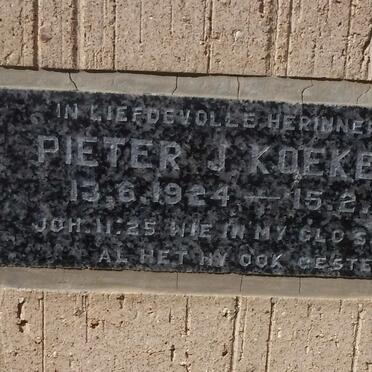 IN LIEFDEVOLLE HERINNE
PIETER J KOEKE
13.6.1924 — 15.2.
JOH.11:25 WIE IN MY GLO S
AL HET HY OOK GESTE